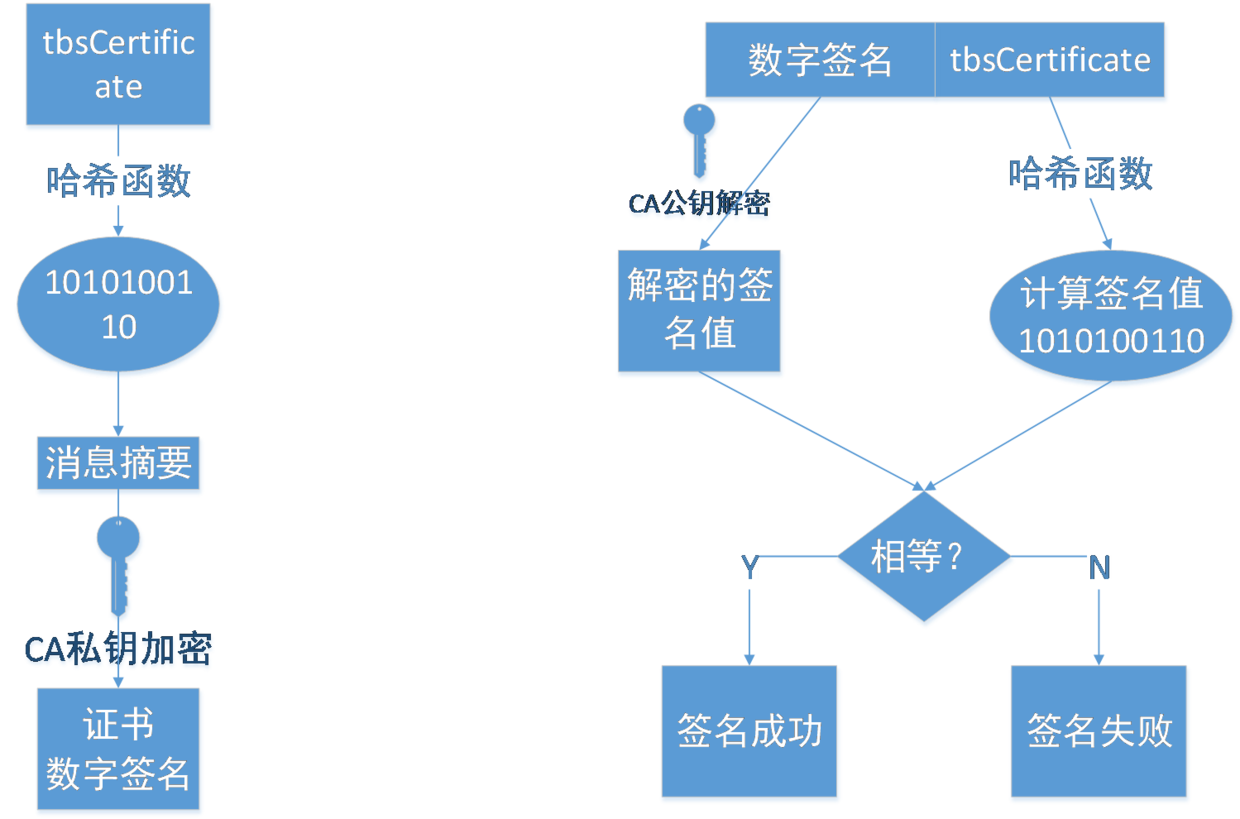 tbsCertific
ate
哈希函数
10101001
10
消息摘要
CA私钥加密
证书
数字签名
数字签名
tbsCertificate
CA公钥解密
哈希函数
解密的签
名值
计算签名值
1010100110
相等？
Y
N
签名成功
签名失败